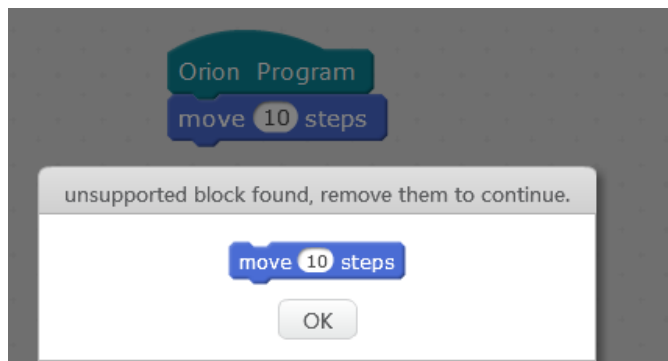 Orion Program
move 10 steps
unsupported block found, remove them to continue.
move 10 steps
OK